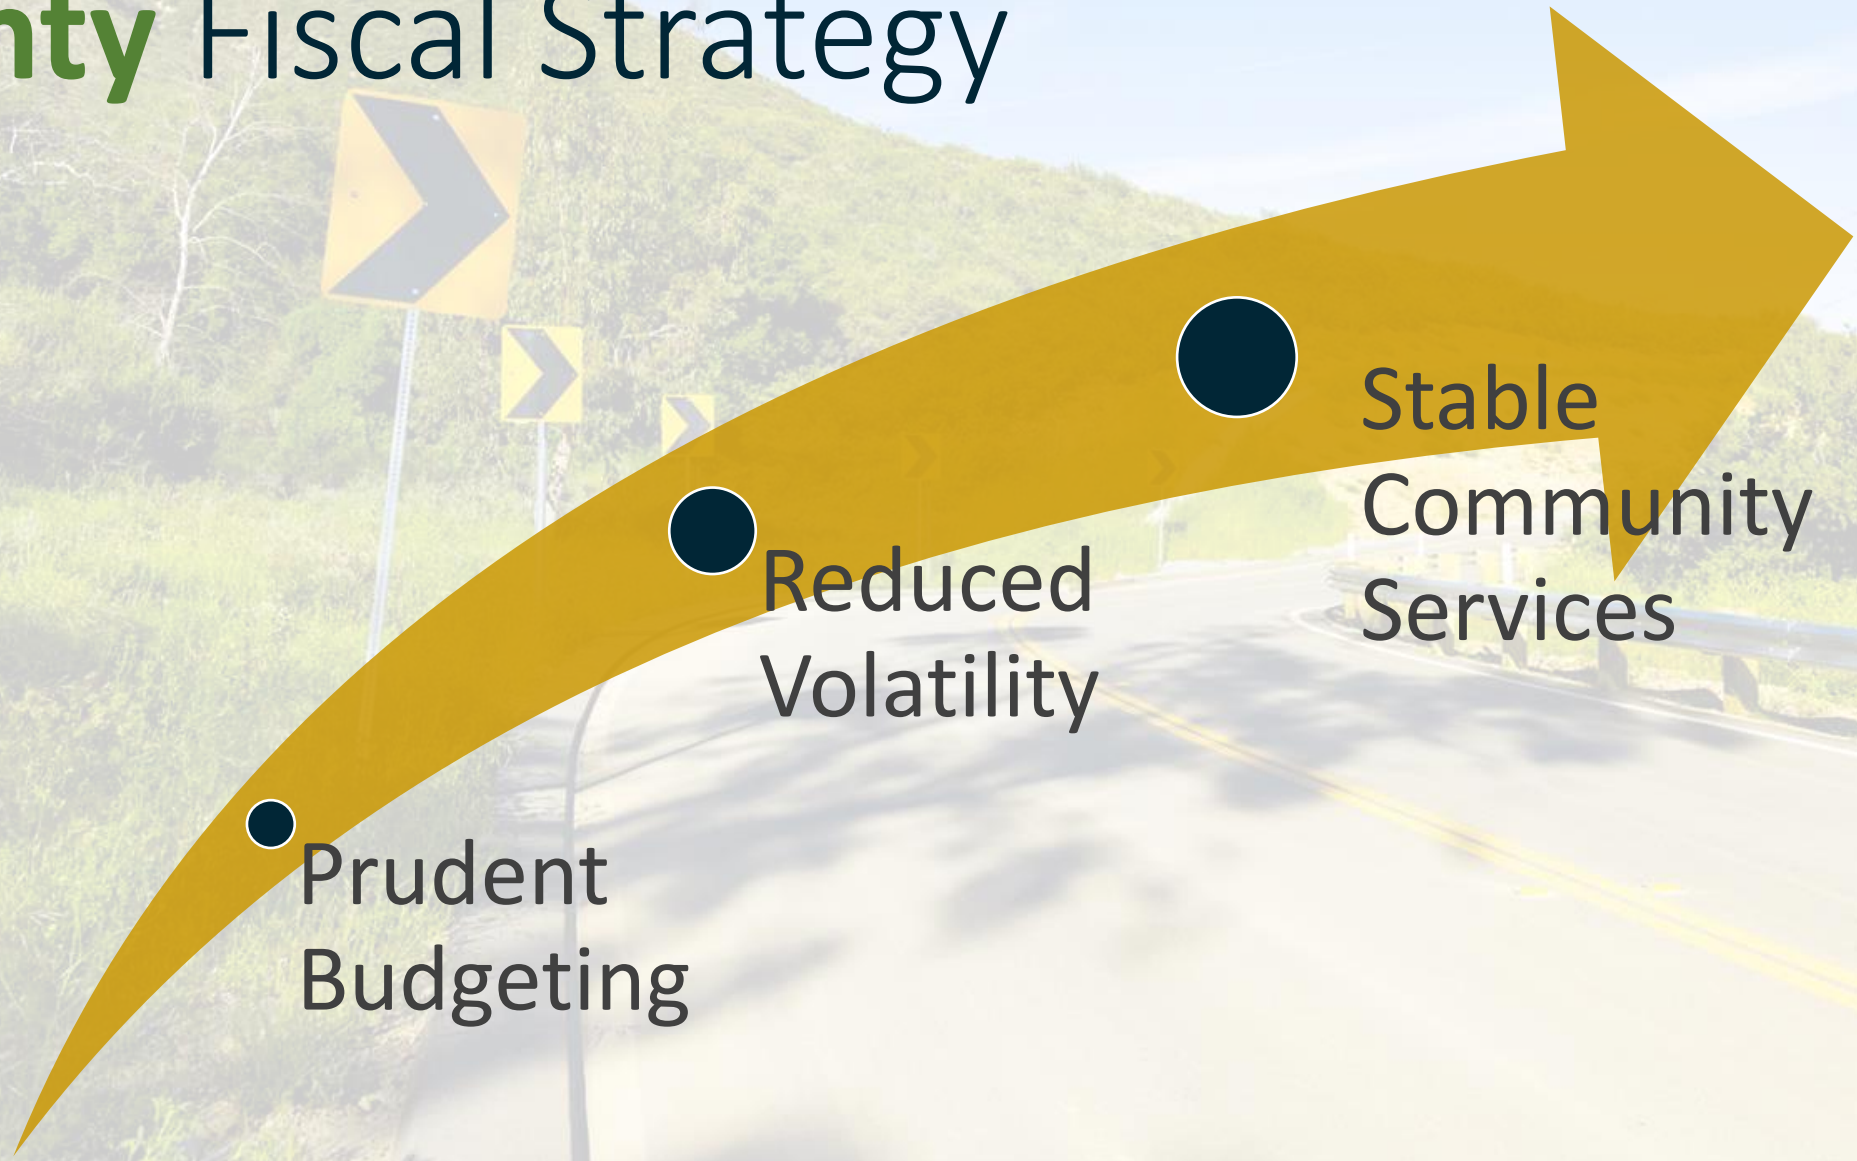 nty Fiscal Strategy
Stable
Community
Services
Reduced
Volatility
Prudent
Budgeting